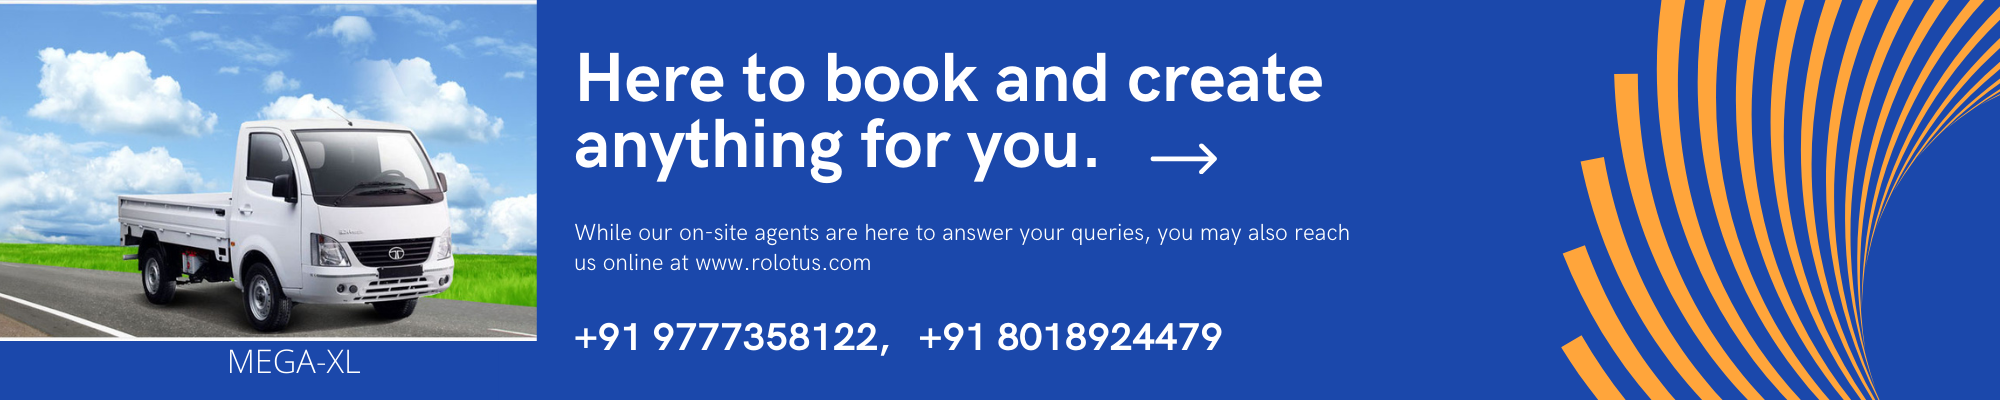 Here to book and create
anything for you.
While our on-site agents are here to answer your queries, you may also reach
us online at www.rolotus.com
+91 9777358122, +91 8018924479
MEGA-XL